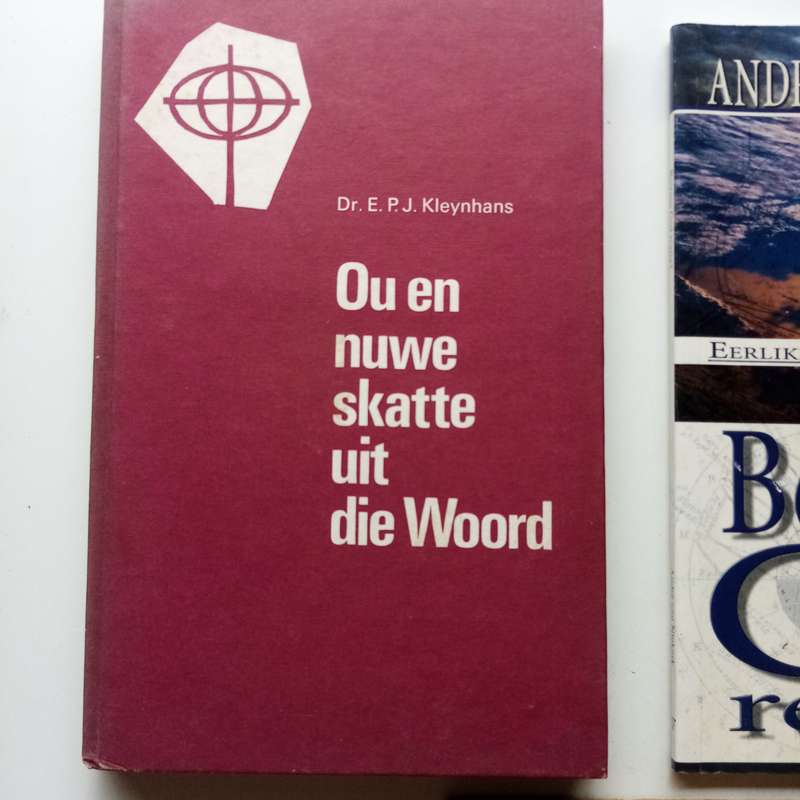 Dr. E. P. J. Kleynhans
Ou en
nuwe
skatte
uit
die Woord